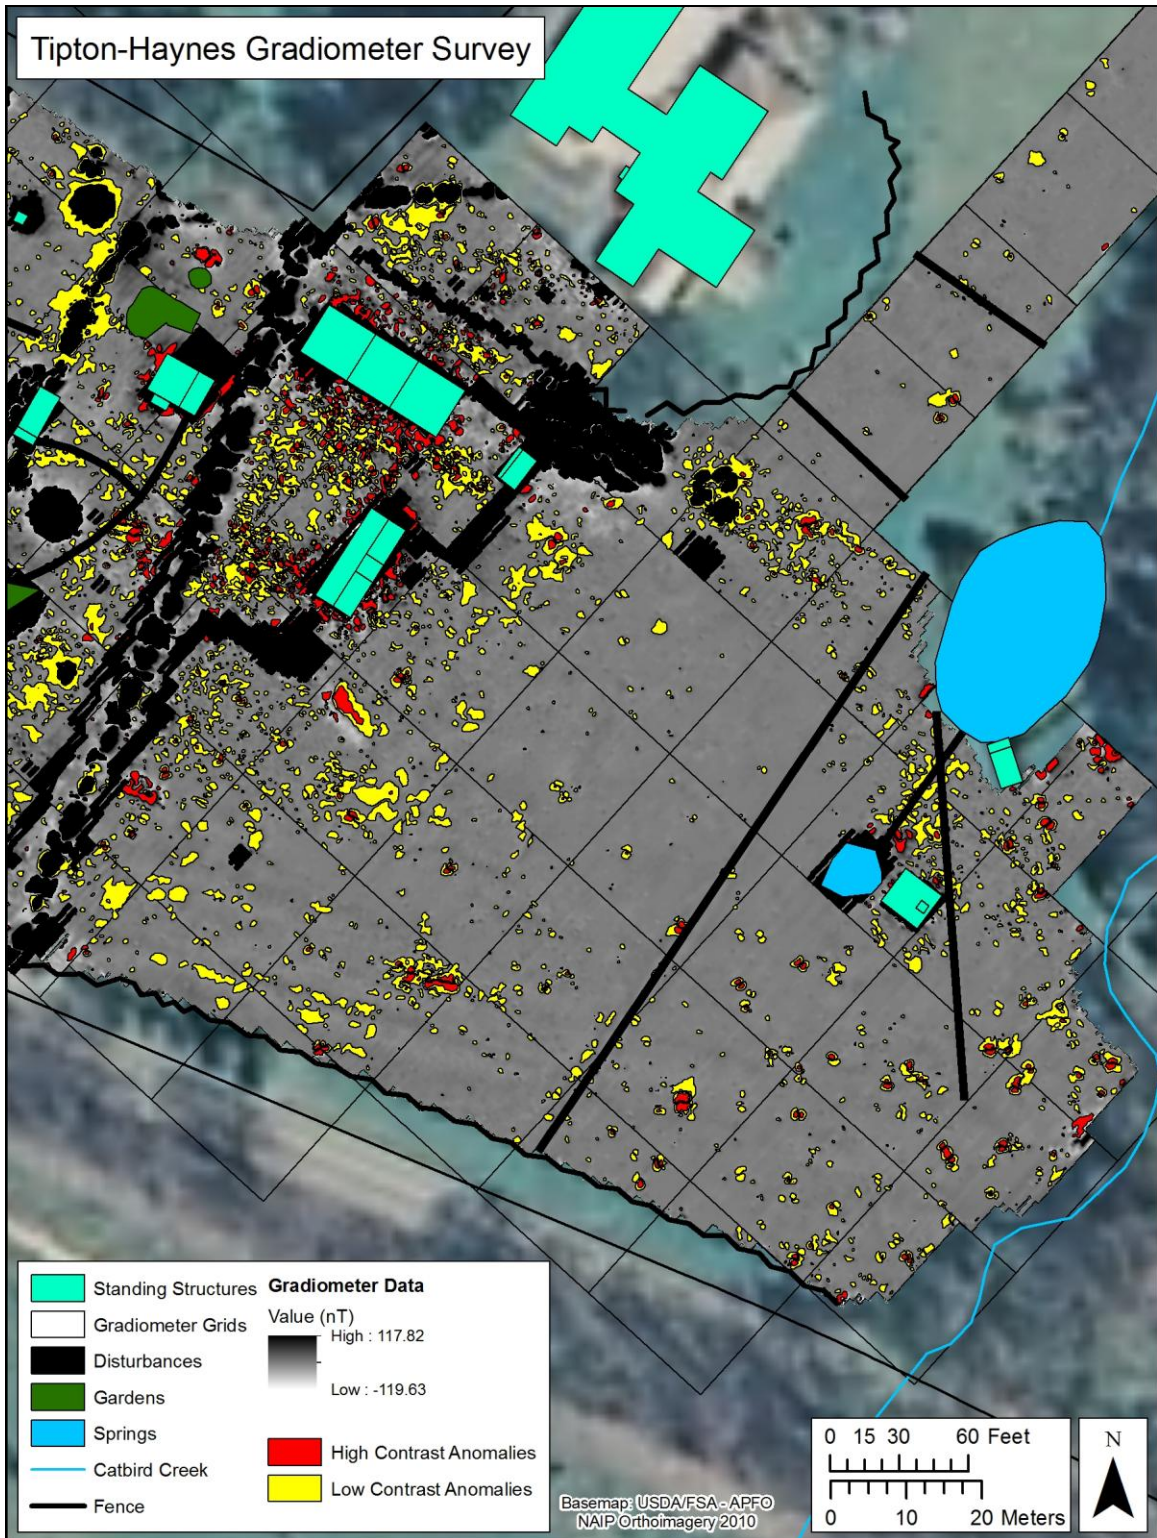 Tipton-Haynes Gradiometer Survey
Standing Structures
Gradiometer Grids
Disturbances
Gardens
Springs
Catbird Creek
Fence
Gradiometer Data
Value (nT)
High : 117.82
Low : -119.63
High Contrast Anomalies
Low Contrast Anomalies
Basemap: USDA/FSA - APFO
NAIP Orthoimagery 2010
0 15 30 60 Feet
0 10 20 Meters
N